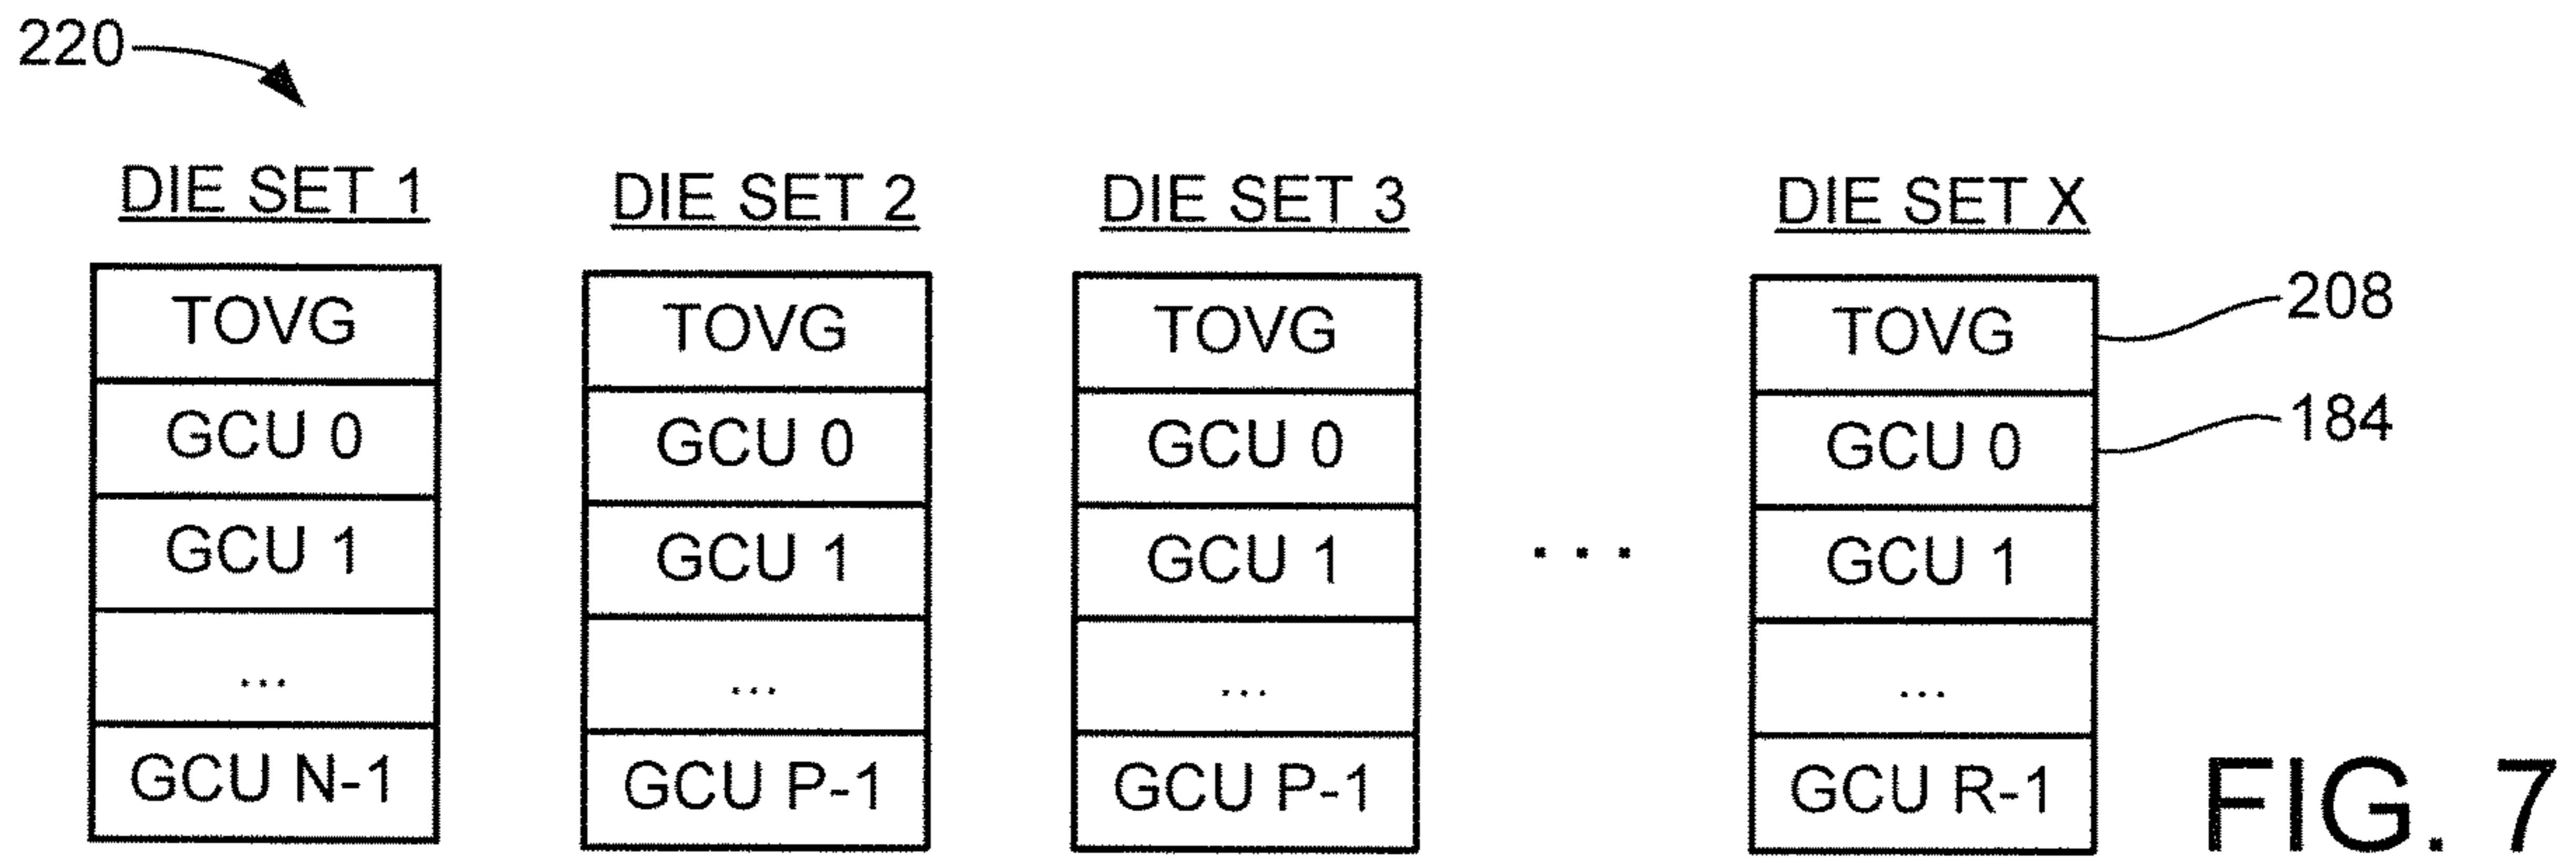 220
DIE SET 1 DIE SET 2 DIE SET 3 DIE SET X
TOVG TOVG TOVG TOVG 208
GCU 0 GCU 0 GCU 0 GCU 0 184
GCU 1 GCU 1 GCU 1 ... GCU 1
... ... ... ...
GCU N-1 GCU P-1 GCU P-1 GCU R-1
FIG. 7